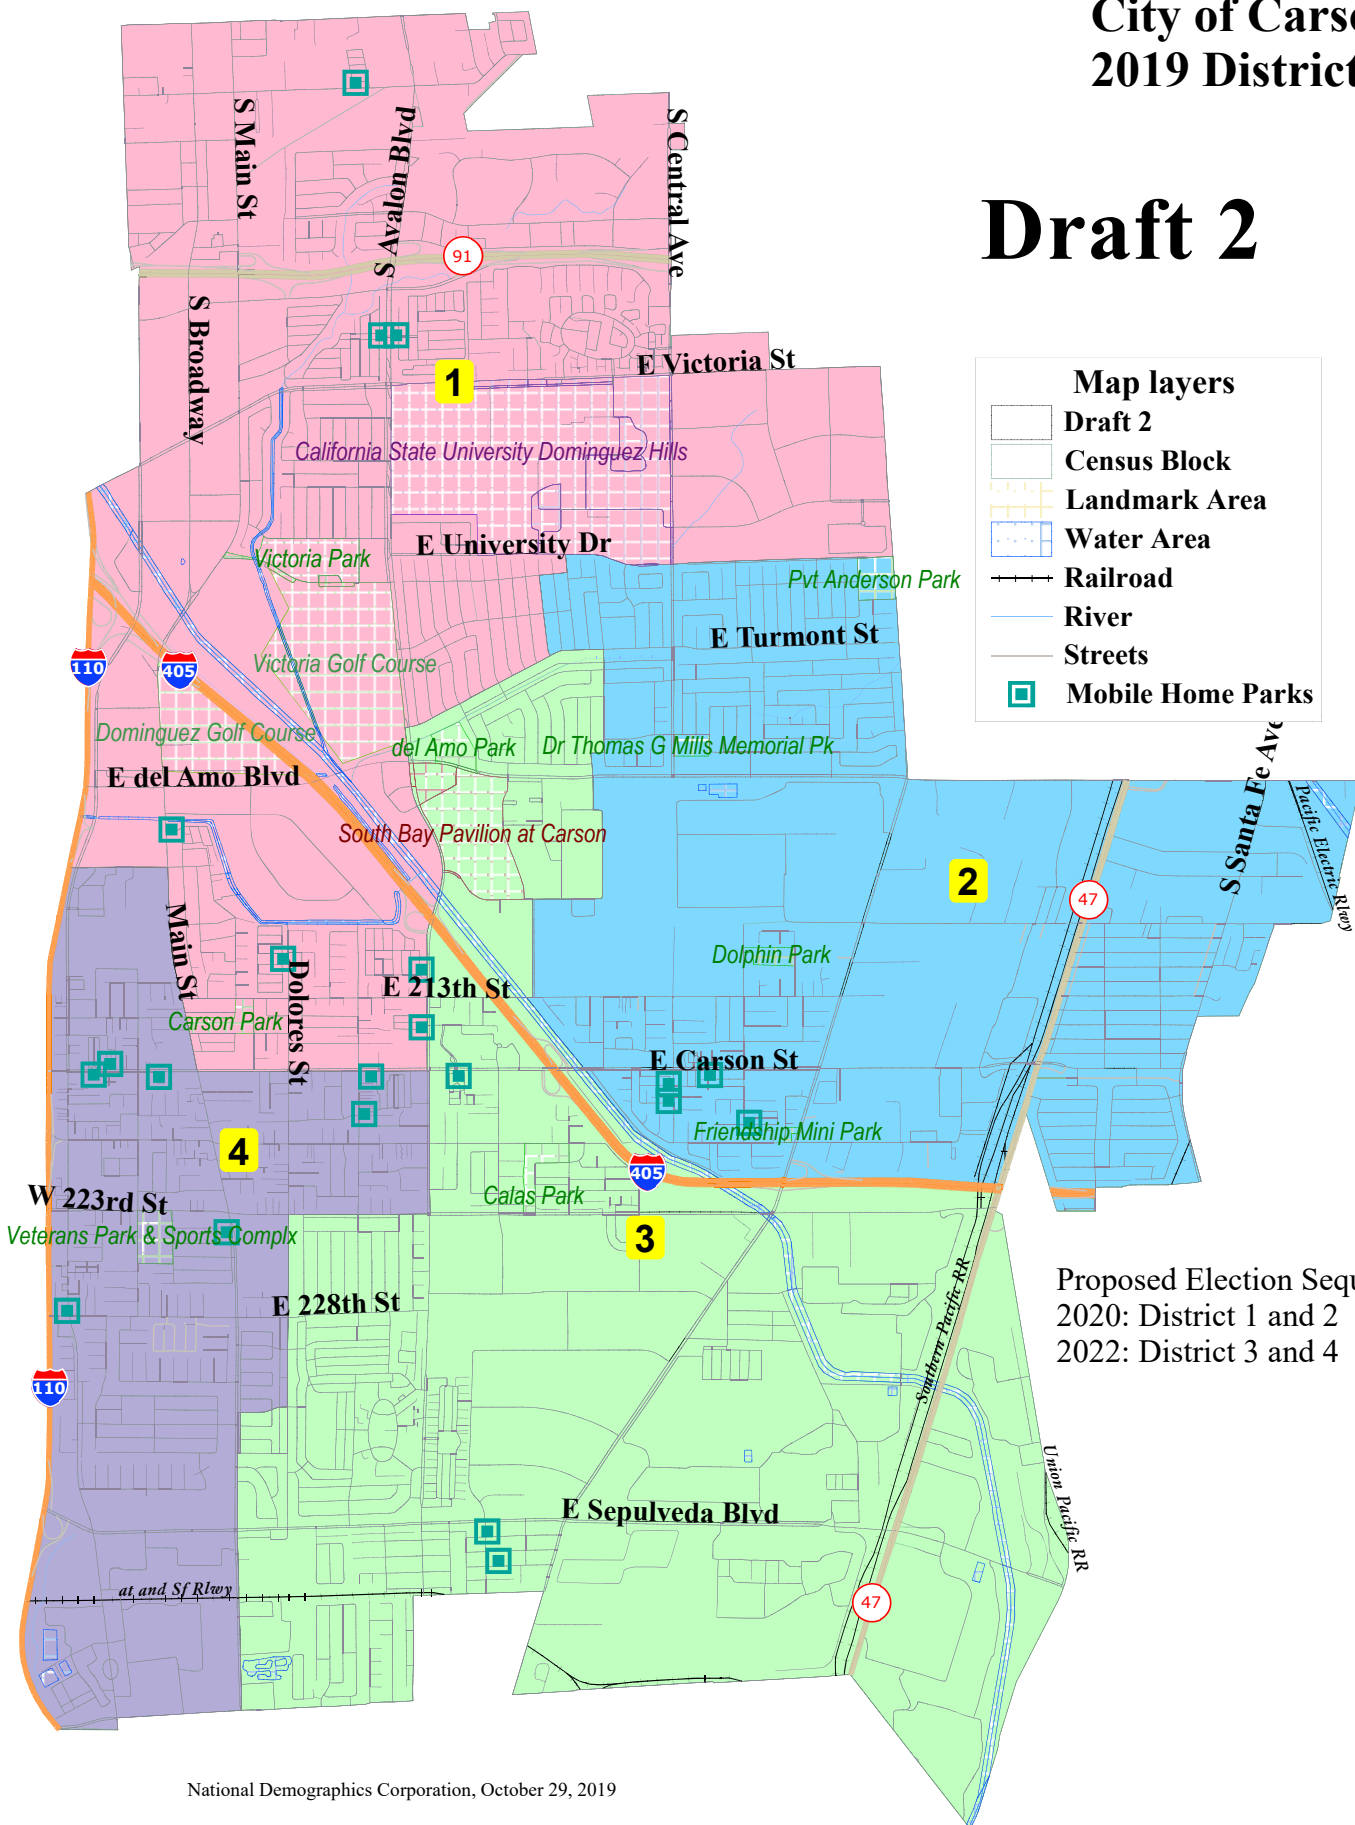 City of Carso
2019 District
Draft 2
S Main St
S Avalon Blvd
S Central Ave
91
S Broadway
E Victoria St
1
California State University Dominguez Hills
E University Dr
Victoria Park
Pvt Anderson Park
E Turmont St
110
405
Victoria Golf Course
Dominguez Golf Course
del Amo Park
Dr Thomas G Mills Memorial Pk
E del Amo Blvd
South Bay Pavilion at Carson
Map layers
Draft 2
Census Block
Landmark Area
Water Area
Railroad
River
Streets
Mobile Home Parks
S Santa Fe Ave
Pacific Electric Rlwy
2
47
Main St
Dolores St
Dolphin Park
E 213th St
Carson Park
E Carson St
Friendship Mini Park
4
405
W 223rd St
Calas Park
Veterans Park & Sports Complx
3
E 228th St
Southern Pacific RR
Proposed Election Sequ
2020: District 1 and 2
2022: District 3 and 4
110
Union Pacific RR
E Sepulveda Blvd
at and Sf Rlwy
47
National Demographics Corporation, October 29, 2019